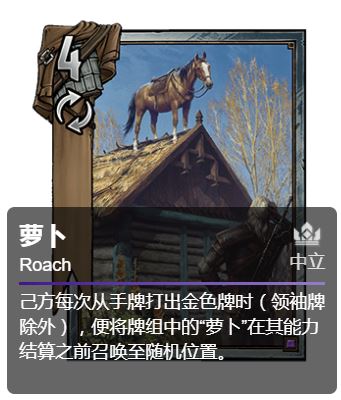 4
萝卜
Roach
中立
己方每次从手牌打出金色牌时（领袖牌
除外），便将牌组中的“萝卜”在其能力
结算之前召唤至随机位置。